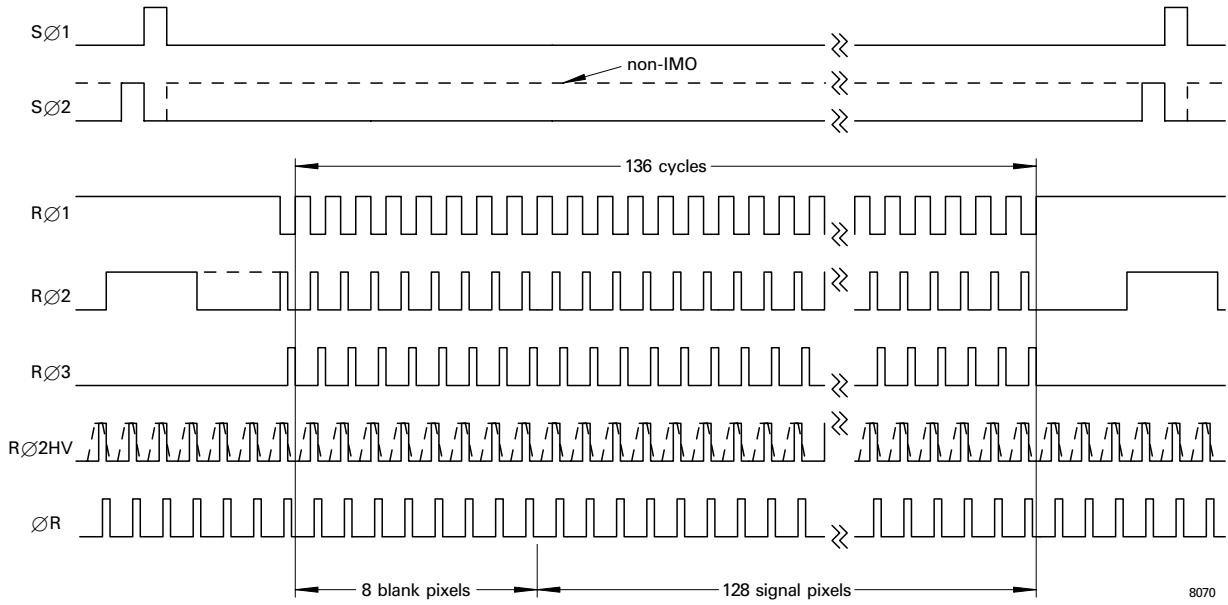 SØ1
non-IMO
SØ2
136 cycles
RØ1
RØ2
RØ3
RØ2HV
ØR
8 blank pixels
128 signal pixels
8070